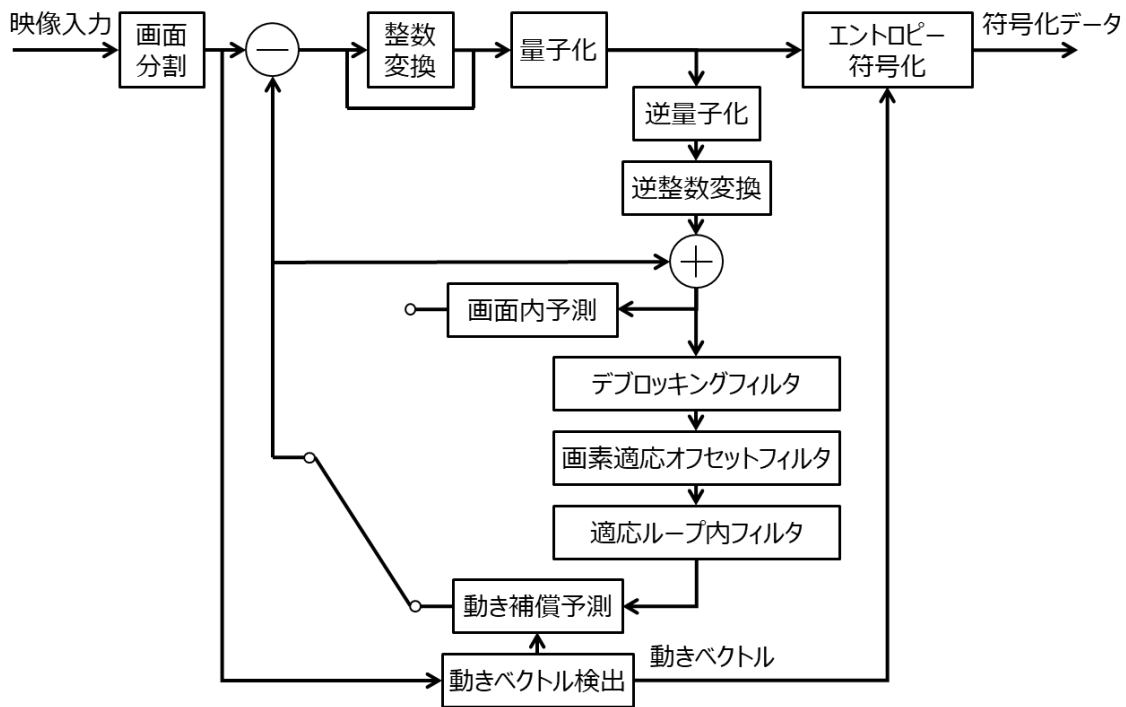 映像入力
画面
分割
整数
変換
量子化
エントロピー
符号化
符号化データ
逆量子化
逆整数変換
画面内予測
デブロッキングフィルタ
画素適応オフセットフィルタ
適応ループ内フィルタ
動き補償予測
動きベクトル検出
動きベクトル